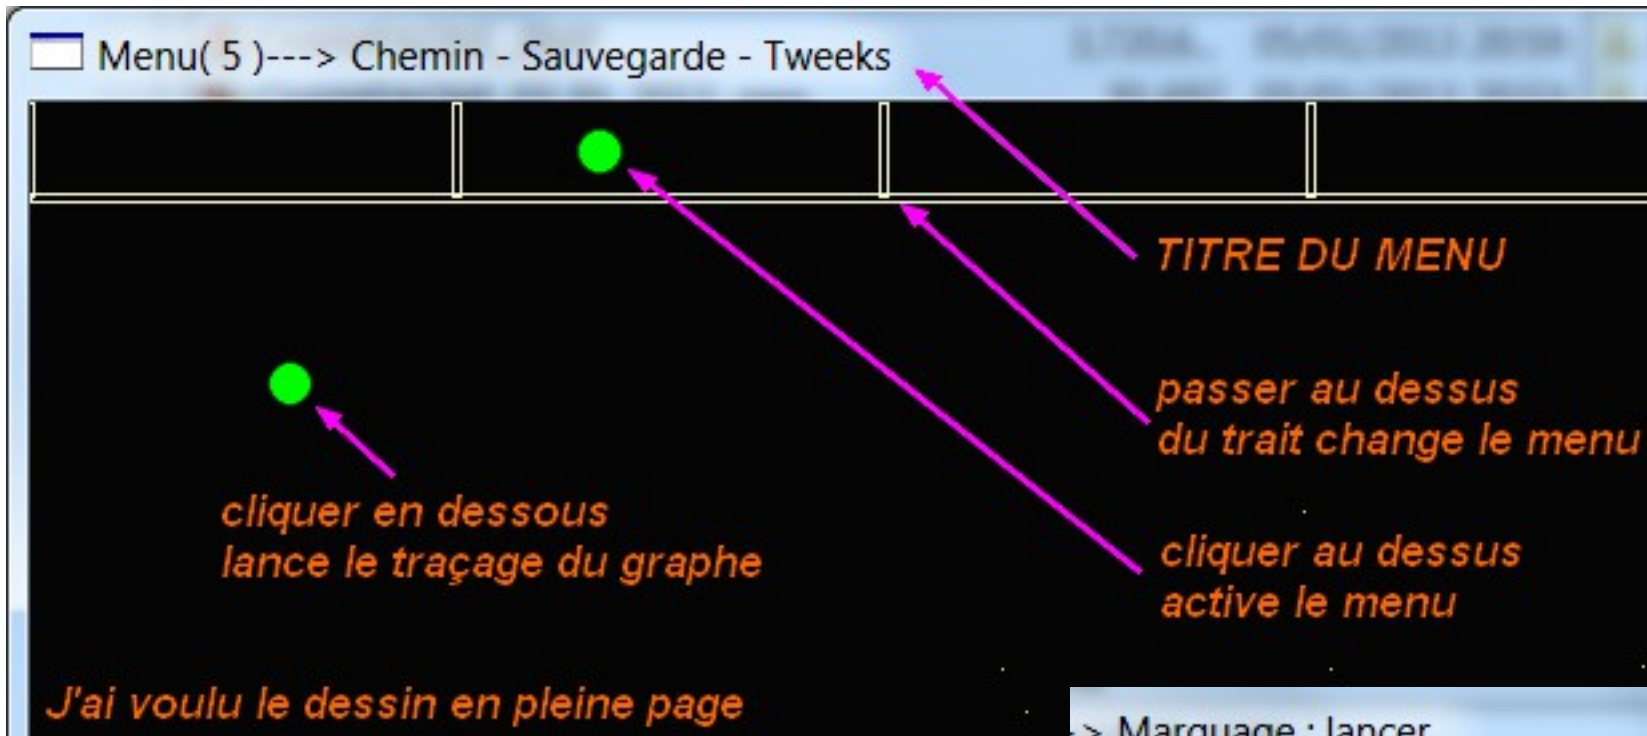 Menu( 5 )---> Chemin - Sauvegarde - Tweeks
TITRE DU MENU
passer au dessus
du trait change le menu
cliquer en dessous
lance le traçage du graphe
cliquer au dessus
active le menu
J'ai voulu le dessin en pleine page
> Marquage : lancer